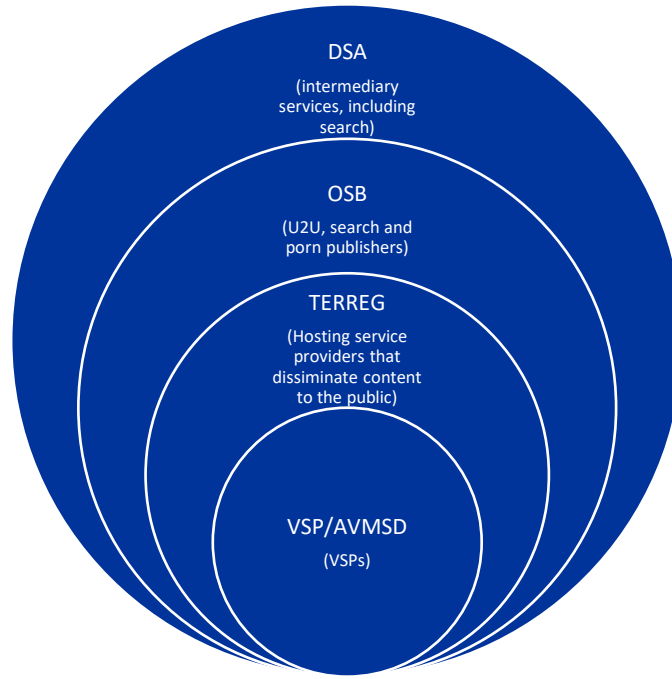 DSA
(intermediary
services, including
search)
OSB
(U2U, search and
porn publishers)
TERREG
(Hosting service
providers that
dissiminate content
to the public)
VSP/AVMSD
(VSPs)